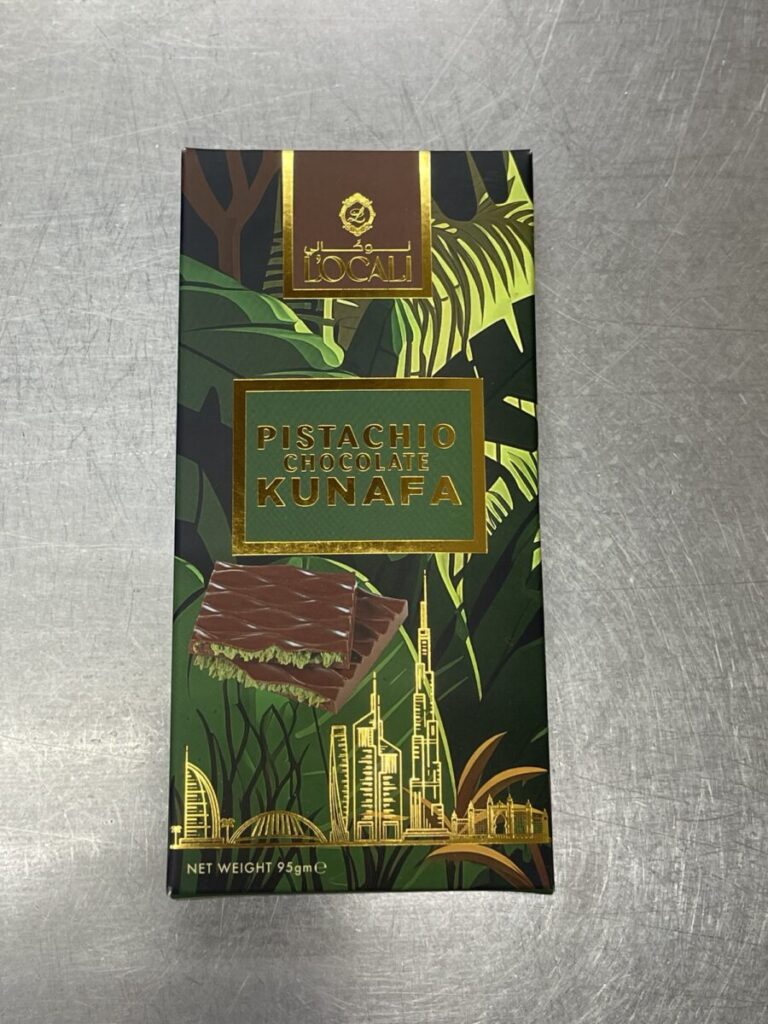 لوكالي
L'OCALI
PISTACHIO
CHOCOLATE
KUNAFA
NET WEIGHT 95gm℮